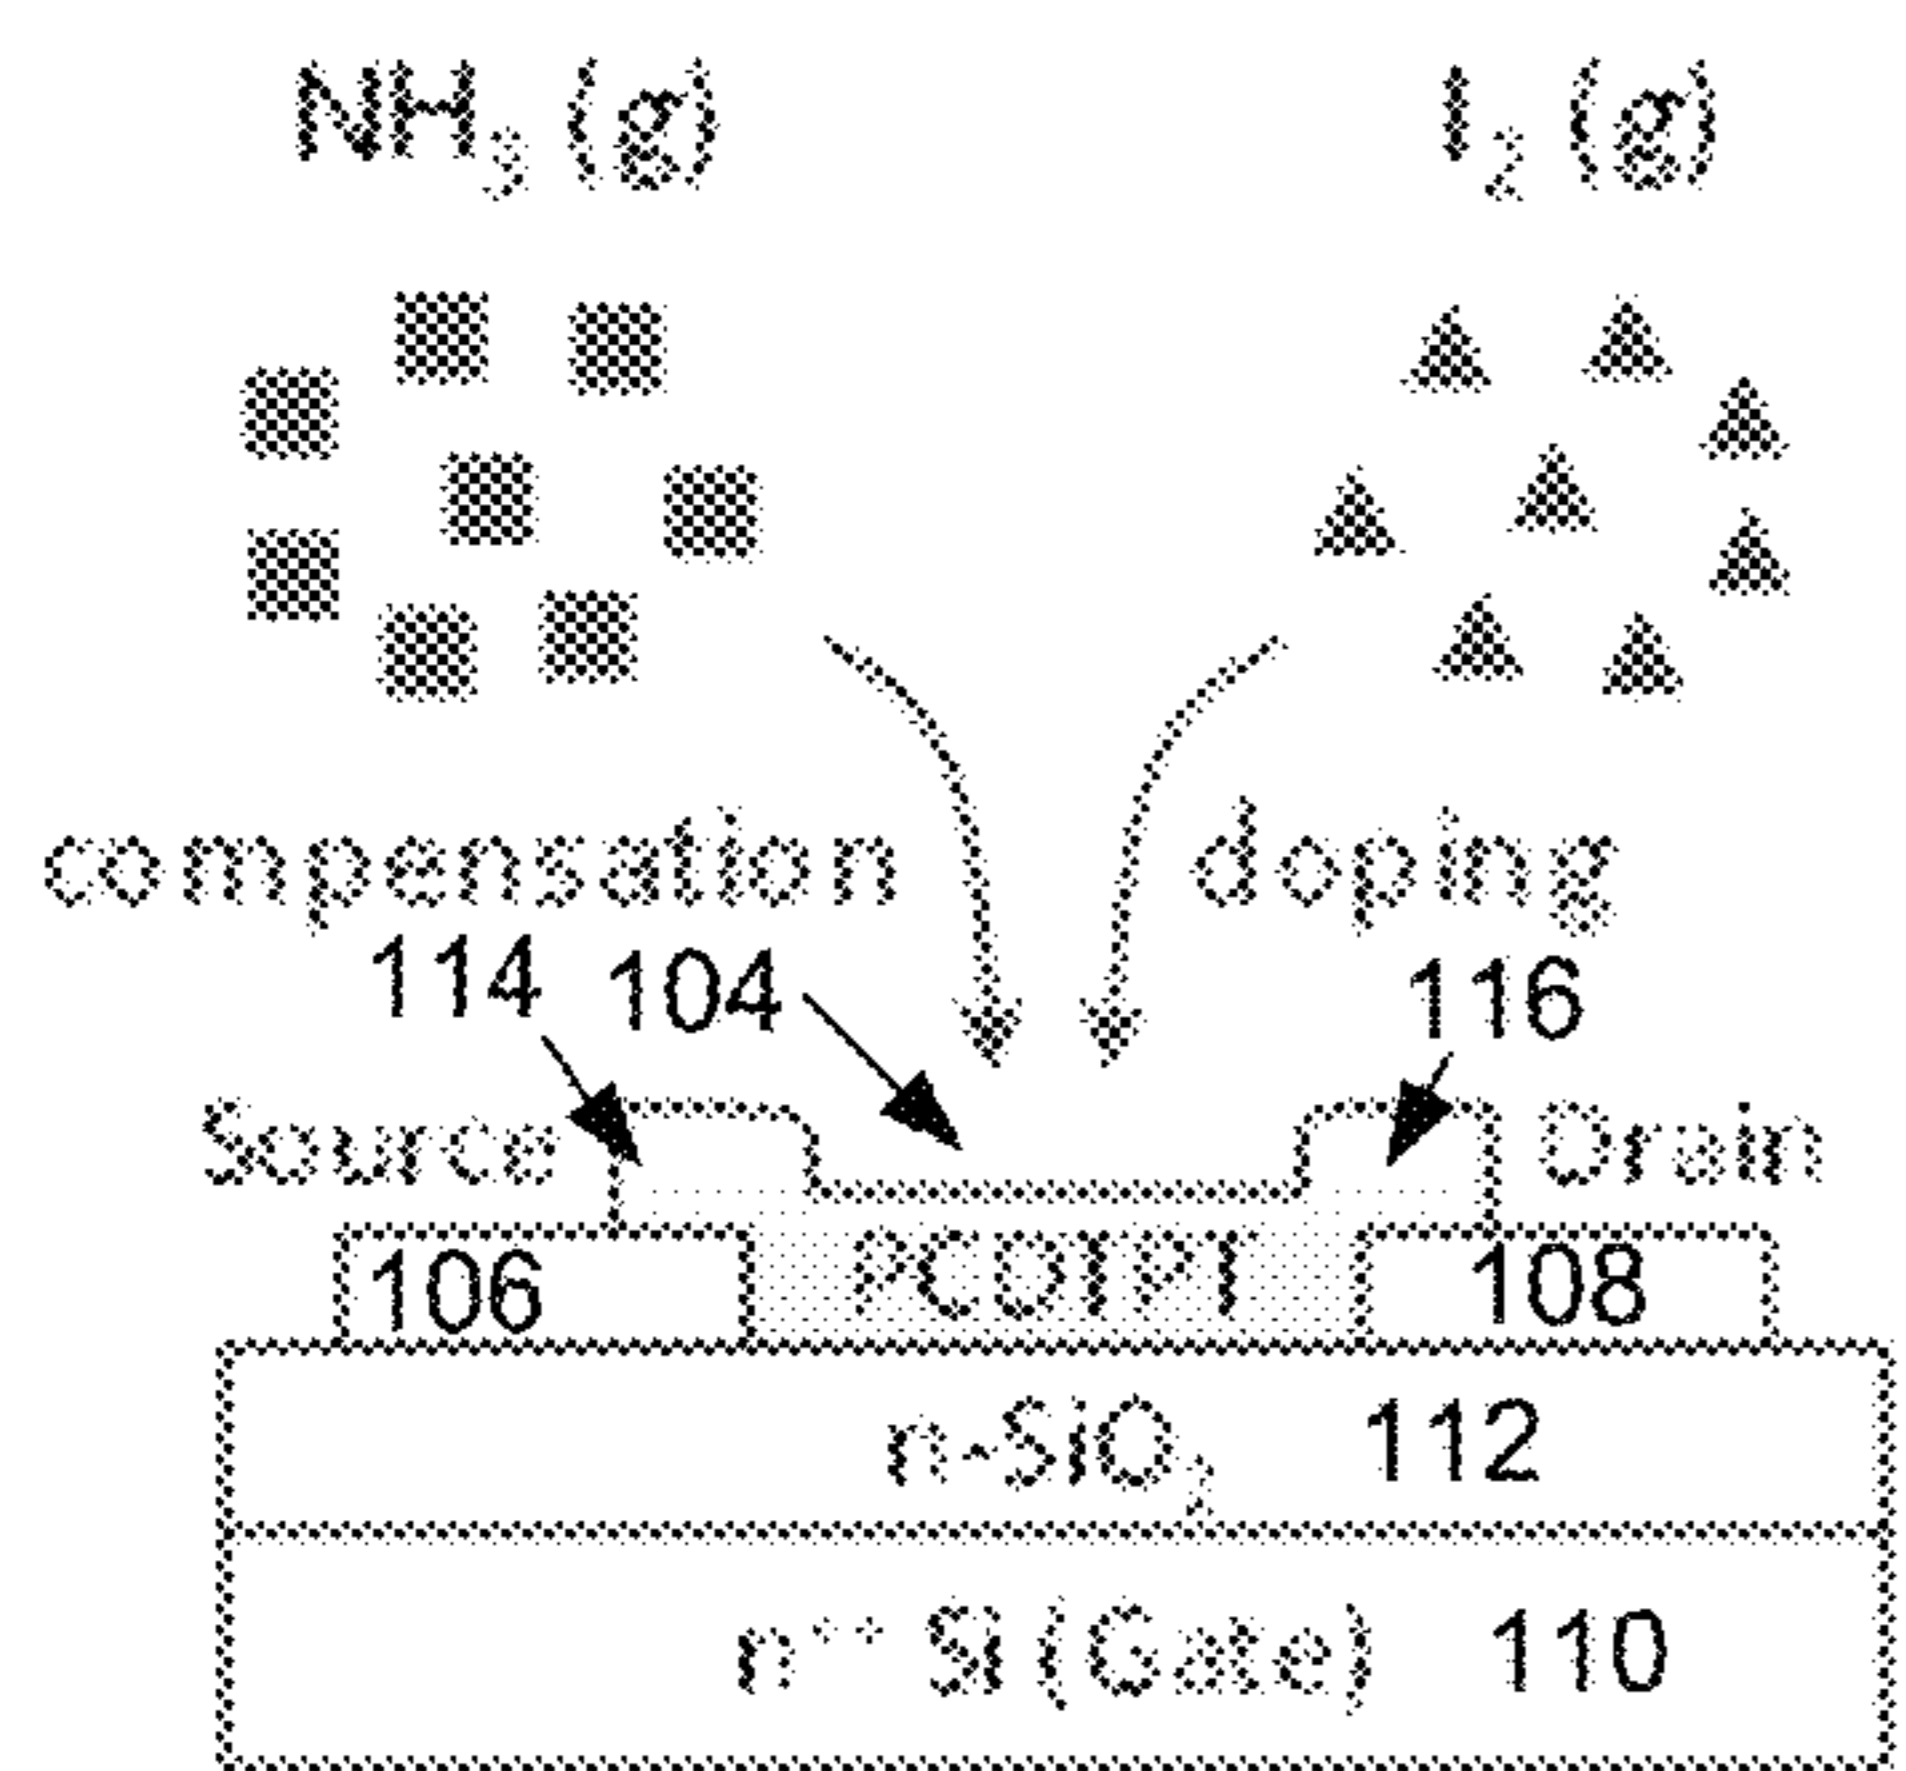 NH₃ (g) I₂ (g)
compensation doping
114 104 116
Source Drain
106 PCDTPT 108
n-SiO₂ 112
n⁺⁺ Si (Gate) 110